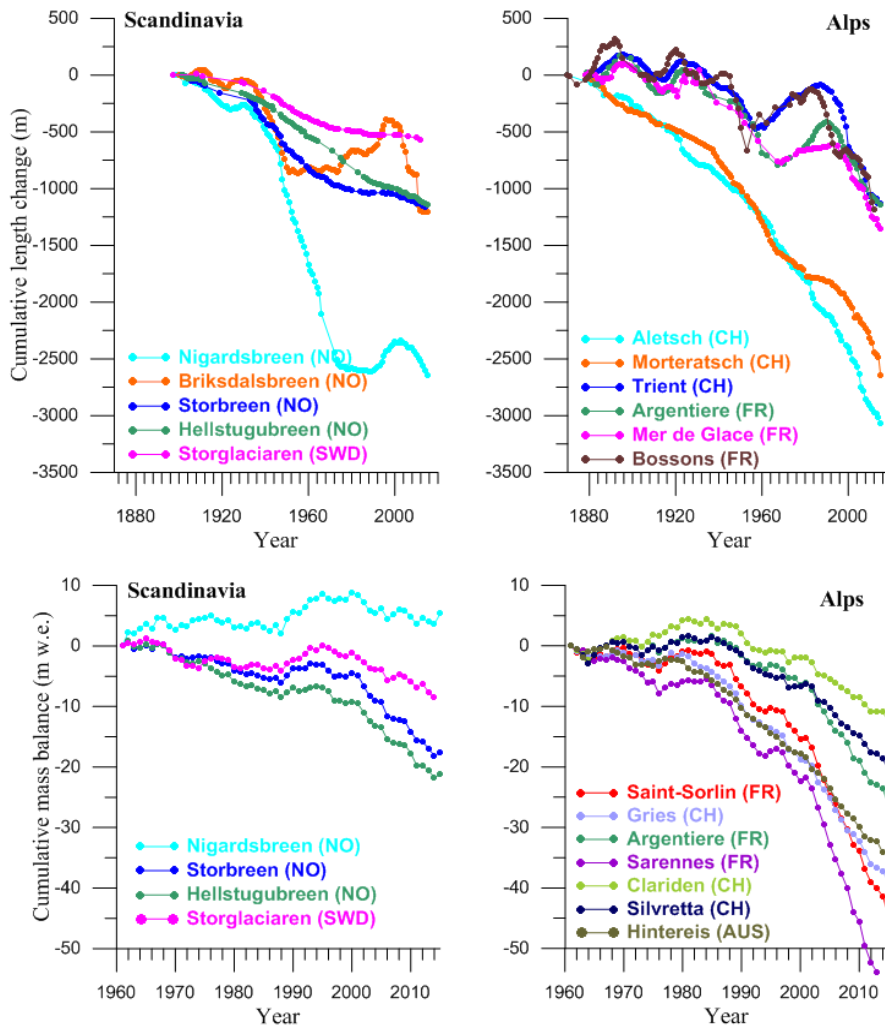 Scandinavia
Cumulative length change (m)
500
0
-500
-1000
-1500
-2000
-2500
-3000
-3500
Nigardsbreen (NO)
Briksdalsbreen (NO)
Storbreen (NO)
Hellstugubreen (NO)
Storglaciaren (SWD)
1880
1920
1960
2000
Year
Alps
500
0
-500
-1000
-1500
-2000
-2500
-3000
-3500
Aletsch (CH)
Morteratsch (CH)
Trient (CH)
Argentiere (FR)
Mer de Glace (FR)
Bossons (FR)
1880
1920
1960
2000
Year
Scandinavia
Cumulative mass balance (m w.e.)
10
0
-10
-20
-30
-40
-50
Nigardsbreen (NO)
Storbreen (NO)
Hellstugubreen (NO)
Storglaciaren (SWD)
1960
1970
1980
1990
2000
2010
Year
Alps
10
0
-10
-20
-30
-40
-50
Saint-Sorlin (FR)
Gries (CH)
Argentiere (FR)
Sarennes (FR)
Clariden (CH)
Silvretta (CH)
Hintereis (AUS)
1960
1970
1980
1990
2000
2010
Year